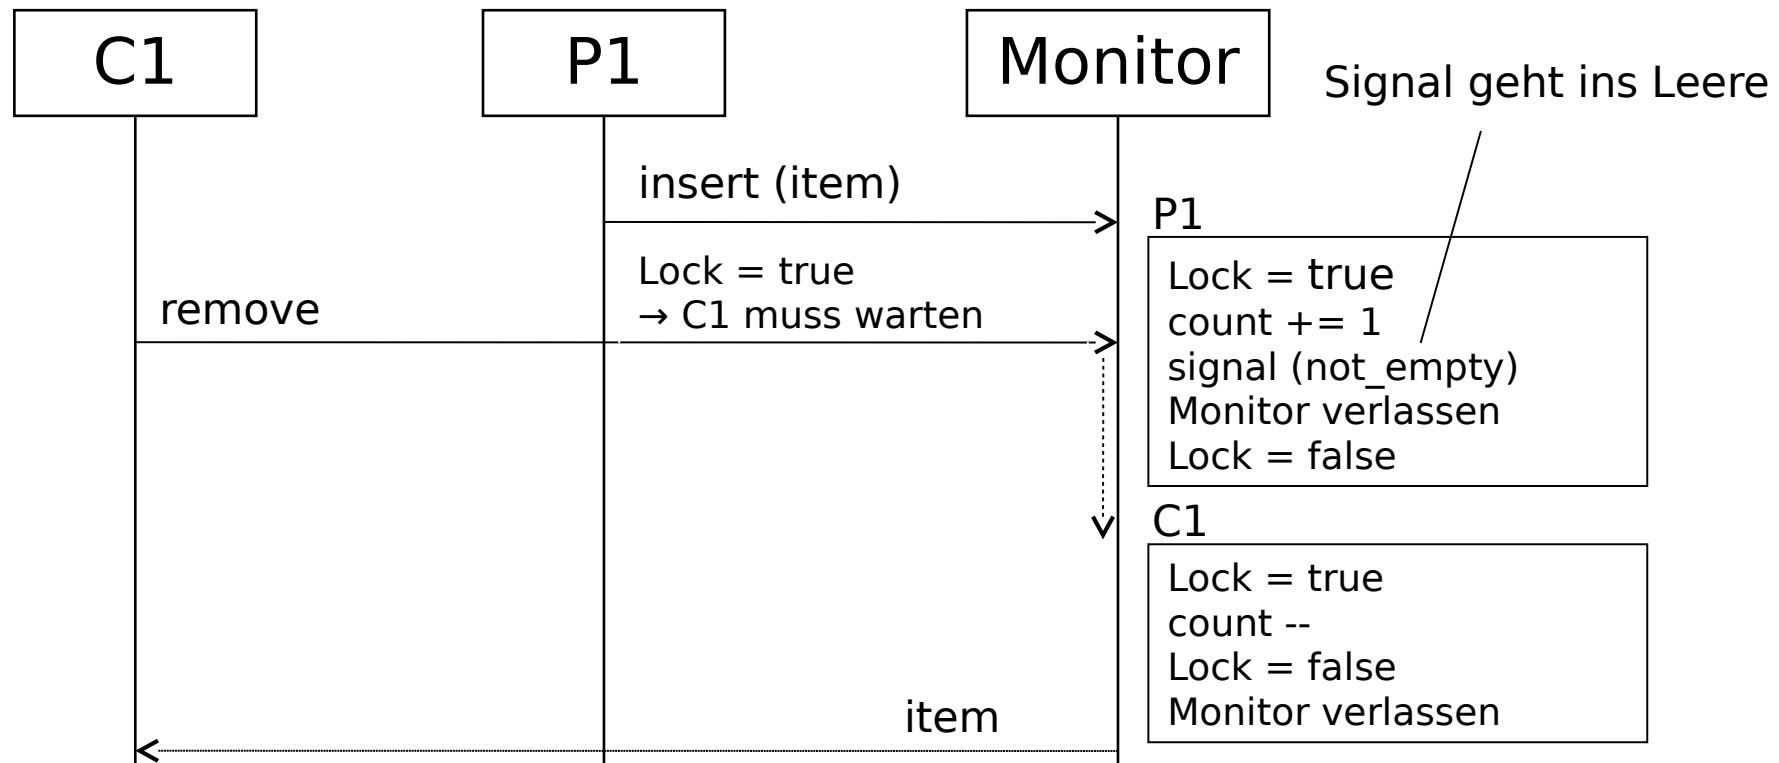 C1
P1
Monitor
Signal geht ins Leere
insert (item)
P1
Lock = true
→ C1 muss warten
remove
Lock = true
count += 1
signal (not_empty)
Monitor verlassen
Lock = false
C1
Lock = true
count --
Lock = false
Monitor verlassen
item